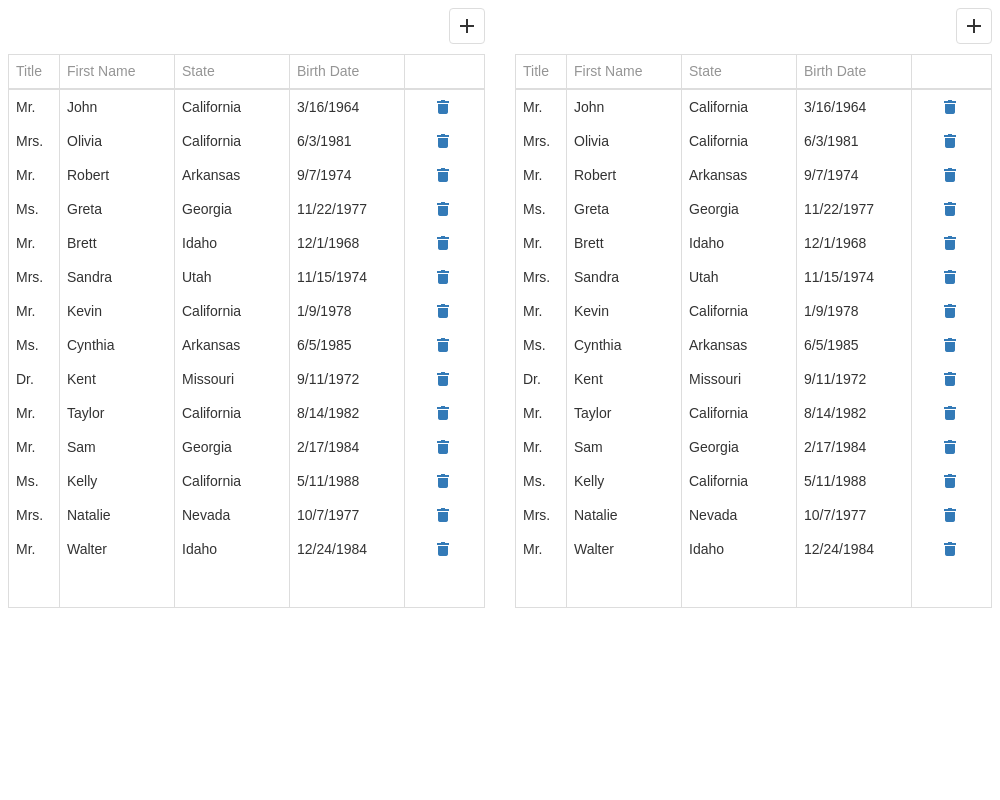 Title First Name State Birth Date
Mr. John California 3/16/1964
Mrs. Olivia California 6/3/1981
Mr. Robert Arkansas 9/7/1974
Ms. Greta Georgia 11/22/1977
Mr. Brett Idaho 12/1/1968
Mrs. Sandra Utah 11/15/1974
Mr. Kevin California 1/9/1978
Ms. Cynthia Arkansas 6/5/1985
Dr. Kent Missouri 9/11/1972
Mr. Taylor California 8/14/1982
Mr. Sam Georgia 2/17/1984
Ms. Kelly California 5/11/1988
Mrs. Natalie Nevada 10/7/1977
Mr. Walter Idaho 12/24/1984
Title First Name State Birth Date
Mr. John California 3/16/1964
Mrs. Olivia California 6/3/1981
Mr. Robert Arkansas 9/7/1974
Ms. Greta Georgia 11/22/1977
Mr. Brett Idaho 12/1/1968
Mrs. Sandra Utah 11/15/1974
Mr. Kevin California 1/9/1978
Ms. Cynthia Arkansas 6/5/1985
Dr. Kent Missouri 9/11/1972
Mr. Taylor California 8/14/1982
Mr. Sam Georgia 2/17/1984
Ms. Kelly California 5/11/1988
Mrs. Natalie Nevada 10/7/1977
Mr. Walter Idaho 12/24/1984